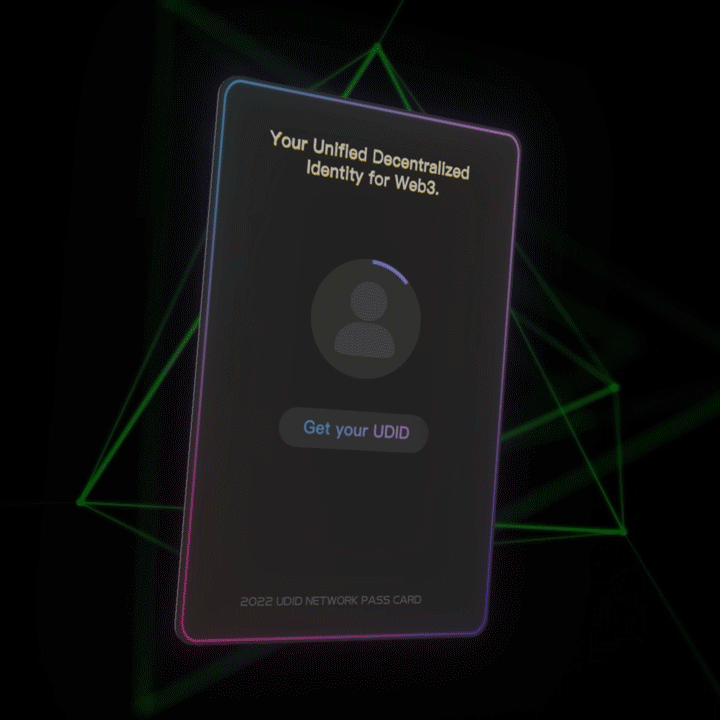 Your Unified Decentralized
Identity for Web3.
Get your UDID
2022 UDID NETWORK PASS CARD